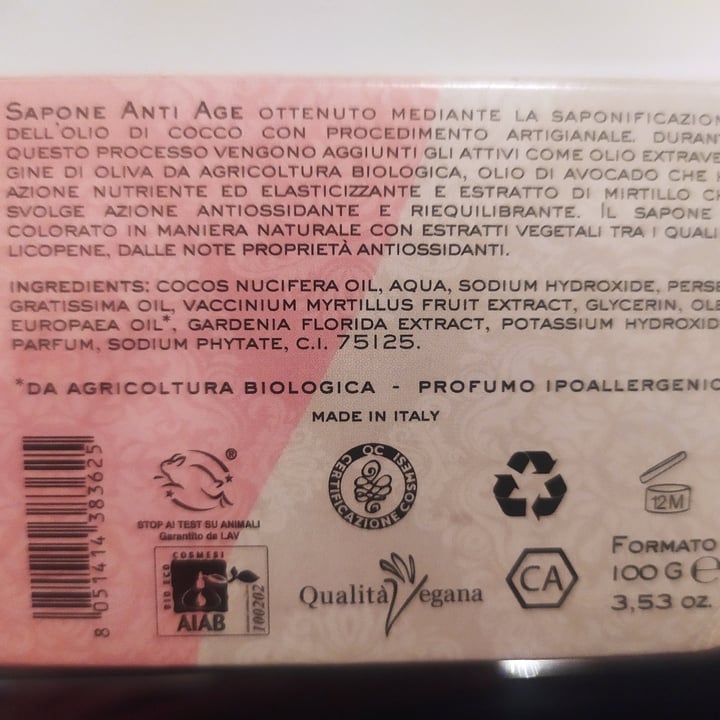 SAPONE ANTI AGE OTTENUTO MEDIANTE LA SAPONIFICAZION
DELL'OLIO DI COCCO CON PROCEDIMENTO ARTIGIANALE. DURANT
QUESTO PROCESSO VENGONO AGGIUNTI GLI ATTIVI COME OLIO EXTRAVE
GINE DI OLIVA DA AGRICOLTURA BIOLOGICA, OLIO DI AVOCADO CHE
AZIONE NUTRIENTE ED ELASTICIZZANTE E ESTRATTO DI MIRTILLO CH
SVOLGE AZIONE ANTIOSSIDANTE E RIEQUILIBRANTE. IL SAPONE
COLORATO IN MANIERA NATURALE CON ESTRATTI VEGETALI TRA I QUALI
LICOPENE, DALLE NOTE PROPRIETÀ ANTIOSSIDANTI.
INGREDIENTS: COCOS NUCIFERA OIL, AQUA, SODIUM HYDROXIDE, PERSE
GRATISSIMA OIL, VACCINIUM MYRTILLUS FRUIT EXTRACT, GLYCERIN, OLE
EUROPAEA OIL*, GARDENIA FLORIDA EXTRACT, POTASSIUM HYDROXID
PARFUM, SODIUM PHYTATE, C.I. 75125.
*DA AGRICOLTURA BIOLOGICA - PROFUMO IPOALLERGENIC
MADE IN ITALY
8 051414 383625
®
STOP AI TEST SU ANIMALI
Garantito da LAV
COSMESI
BIO ECO
AIAB
100202
OC CERTIFICAZIONE COSMESI
Qualità Vegana
CA
12M
FORMATO
100 G e
3,53 OZ.